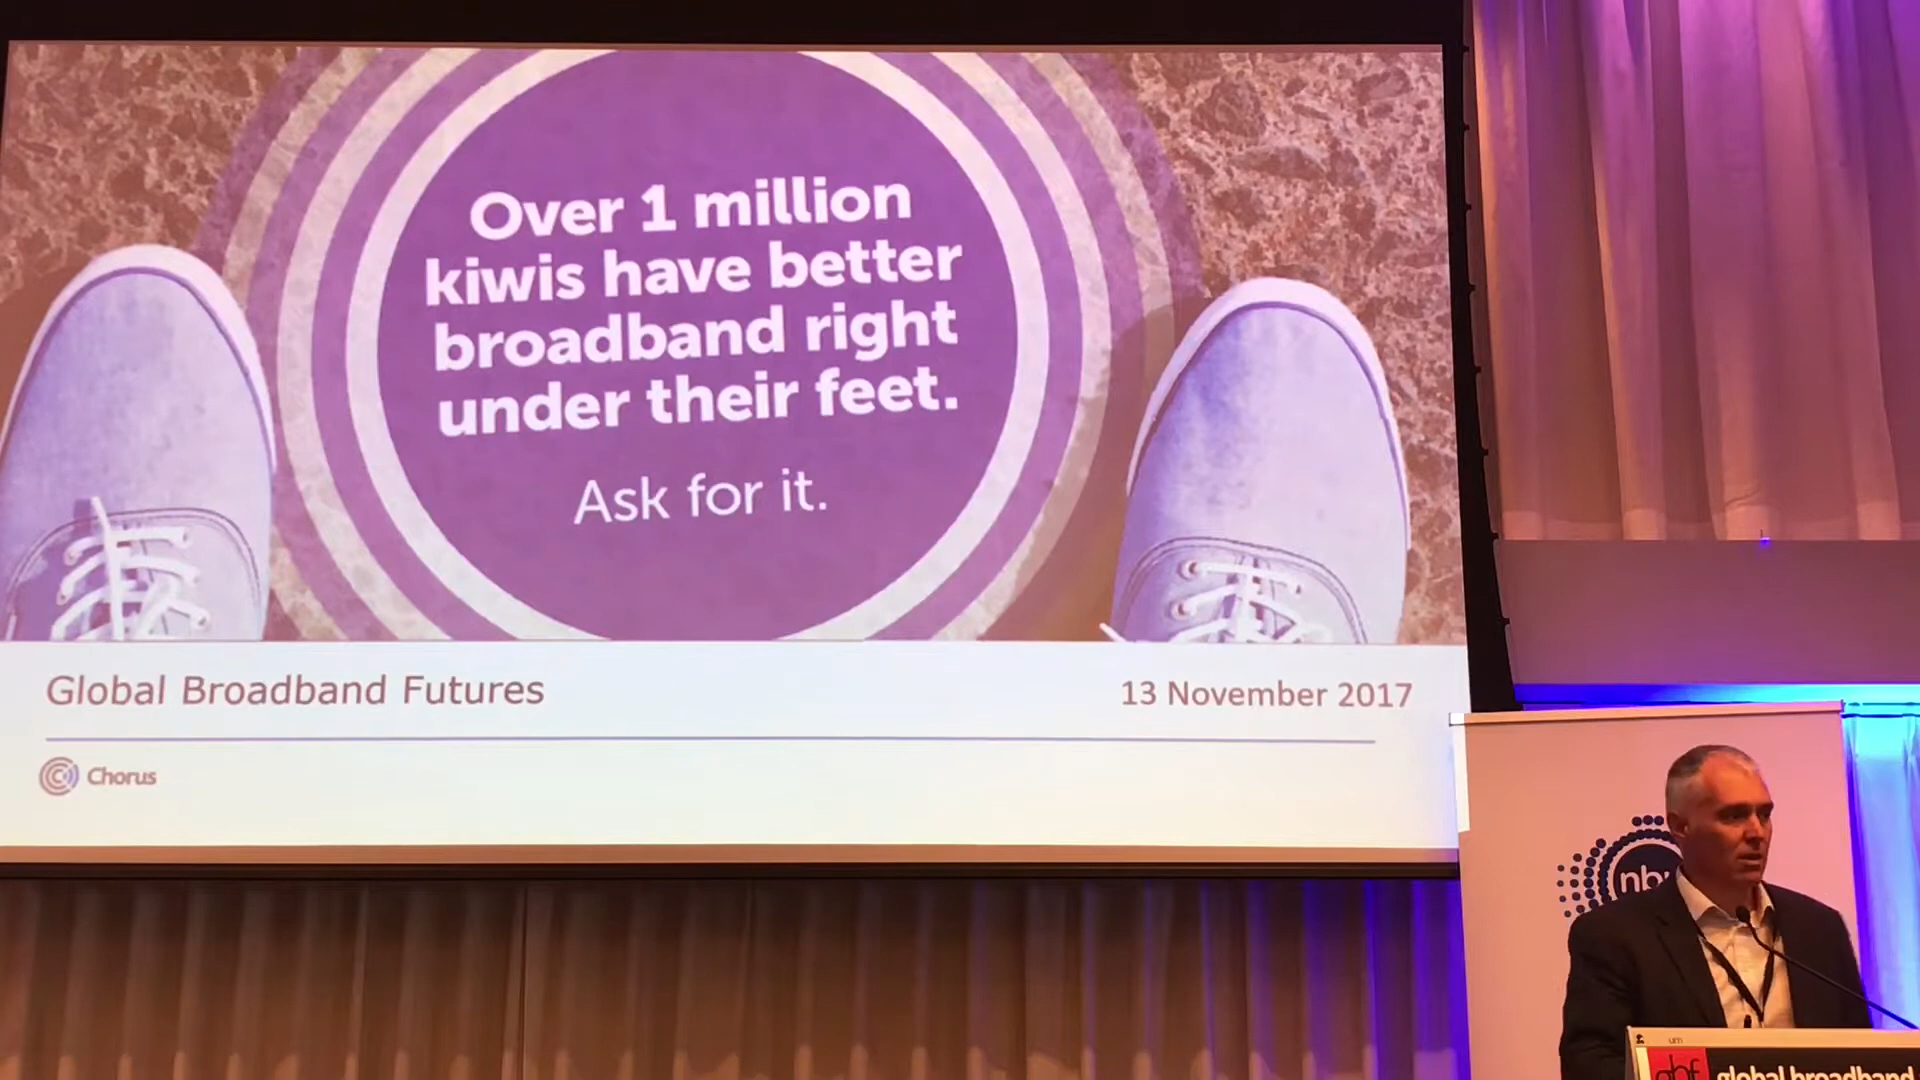 Over 1 million
kiwis have better
broadband right
under their feet.
Ask for it.
Global Broadband Futures
13 November 2017
Chorus
gbf
global broadband